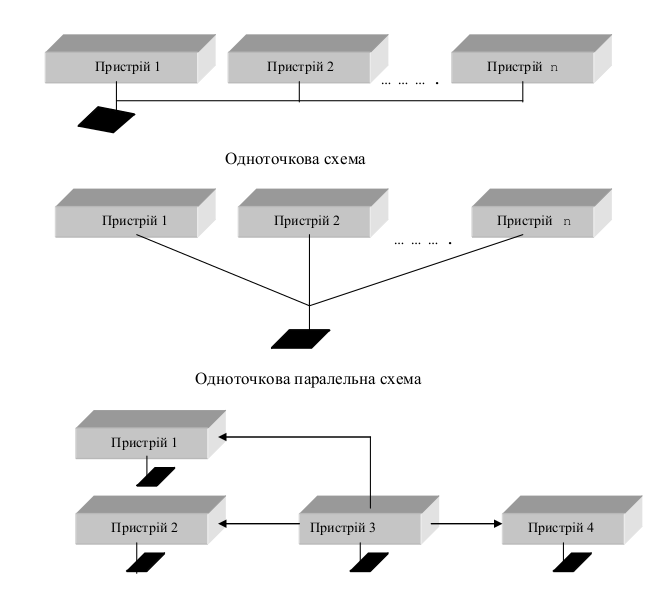 Пристрій 1 Пристрій 2 ... ... ... . Пристрій n
Одноточкова схема
Пристрій 1 Пристрій 2 ... ... ... . Пристрій n
Одноточкова паралельна схема
Пристрій 1
Пристрій 2 Пристрій 3 Пристрій 4